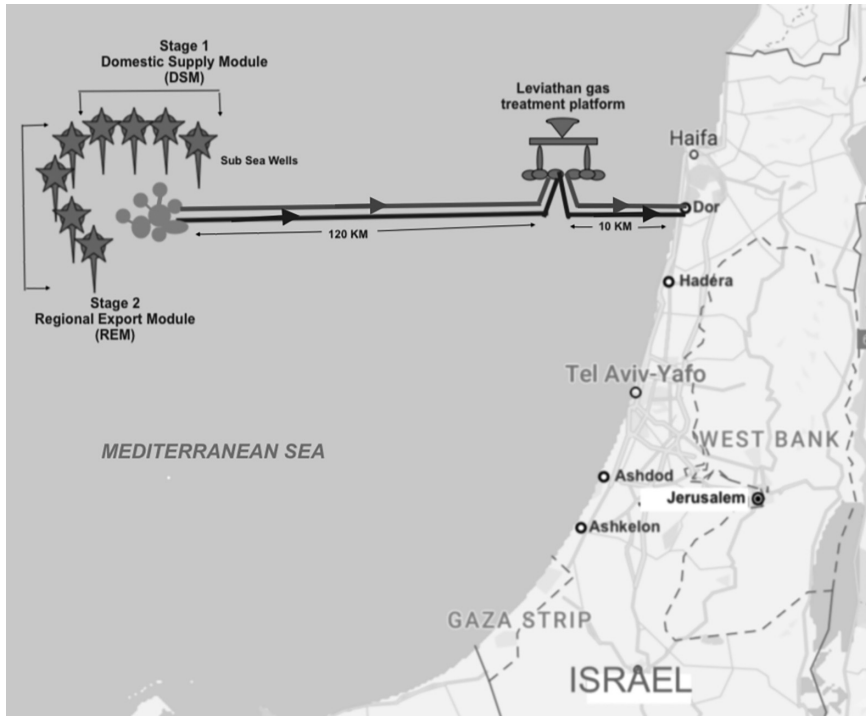 Stage 1
Domestic Supply Module
(DSM)
Leviathan gas
treatment platform
Haifa
Sub Sea Wells
Dor
120 KM
10 KM
Hadéra
Stage 2
Regional Export Module
(REM)
Tel Aviv-Yafo
WEST BANK
MEDITERRANEAN SEA
Ashdod
Jerusalem
Ashkelon
GAZA STRIP
ISRAEL